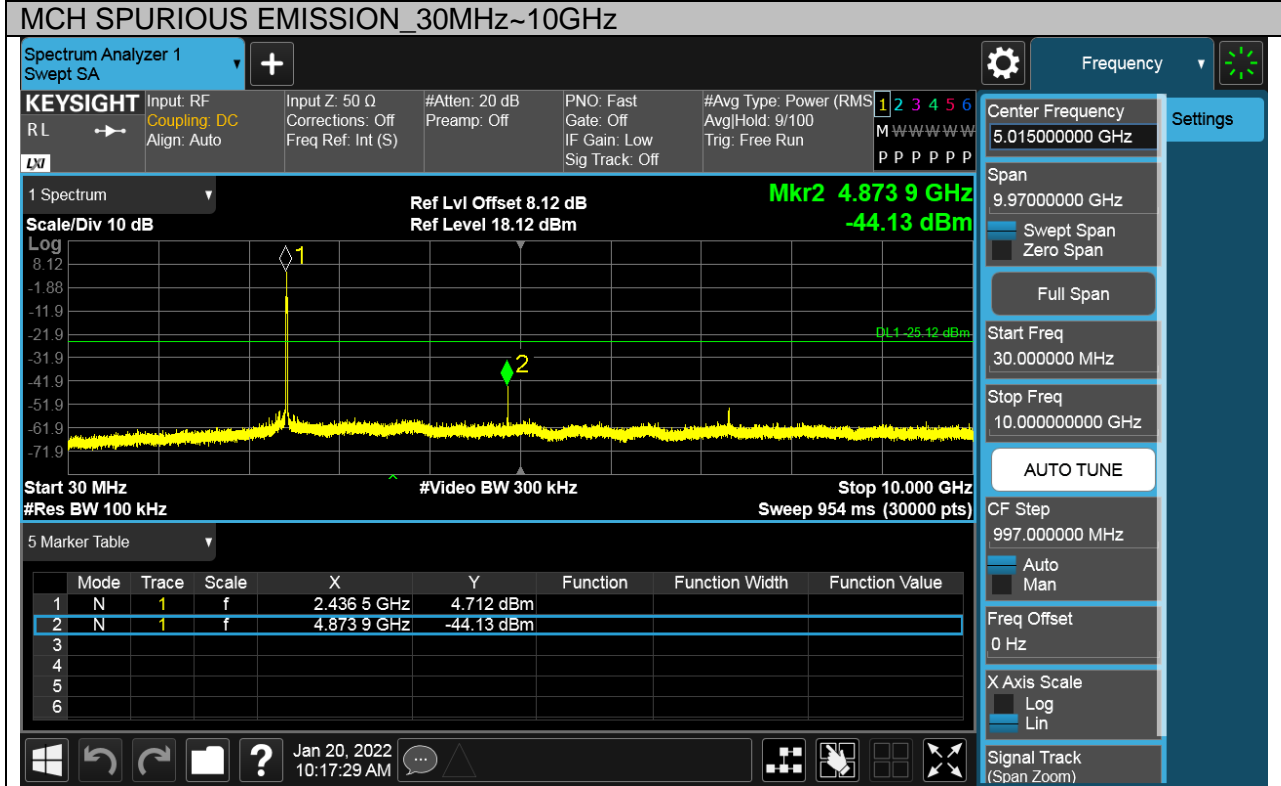 MCH SPURIOUS EMISSION_30MHz~10GHz
Spectrum Analyzer 1
Swept SA
+
Frequency
KEYSIGHT
RL
LXI
Input: RF
Coupling: DC
Align: Auto
Input Z: 50 Ω
Corrections: Off
Freq Ref: Int (S)
#Atten: 20 dB
Preamp: Off
PNO: Fast
Gate: Off
IF Gain: Low
Sig Track: Off
#Avg Type: Power (RMS
Avg|Hold: 9/100
Trig: Free Run
1 2 3 4 5 6
M W W W W W
P P P P P P
1 Spectrum
Scale/Div 10 dB
Ref Lvl Offset 8.12 dB
Ref Level 18.12 dBm
Mkr2 4.873 9 GHz
-44.13 dBm
Log
8.12
-1.88
-11.9
-21.9
-31.9
-41.9
-51.9
-61.9
-71.9
1
2
DL1 -25.12 dBm
Start 30 MHz
#Video BW 300 kHz
Stop 10.000 GHz
#Res BW 100 kHz
Sweep 954 ms (30000 pts)
5 Marker Table
Mode Trace Scale X Y Function Function Width Function Value
1 N 1 f 2.436 5 GHz 4.712 dBm
2 N 1 f 4.873 9 GHz -44.13 dBm
3
4
5
6
?
Jan 20, 2022
10:17:29 AM
Center Frequency
5.015000000 GHz
Settings
Span
9.97000000 GHz
Swept Span
Zero Span
Full Span
Start Freq
30.000000 MHz
Stop Freq
10.000000000 GHz
AUTO TUNE
CF Step
997.000000 MHz
Auto
Man
Freq Offset
0 Hz
X Axis Scale
Log
Lin
Signal Track
(Span Zoom)